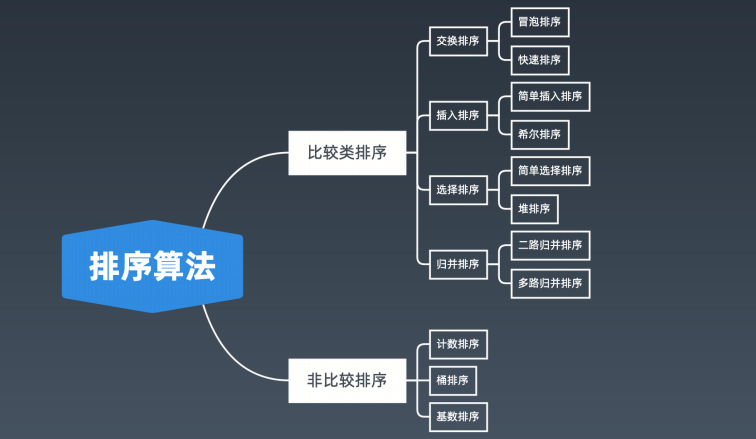 排序算法
比较类排序
交换排序
冒泡排序
快速排序
插入排序
简单插入排序
希尔排序
选择排序
简单选择排序
堆排序
归并排序
二路归并排序
多路归并排序
非比较排序
计数排序
桶排序
基数排序